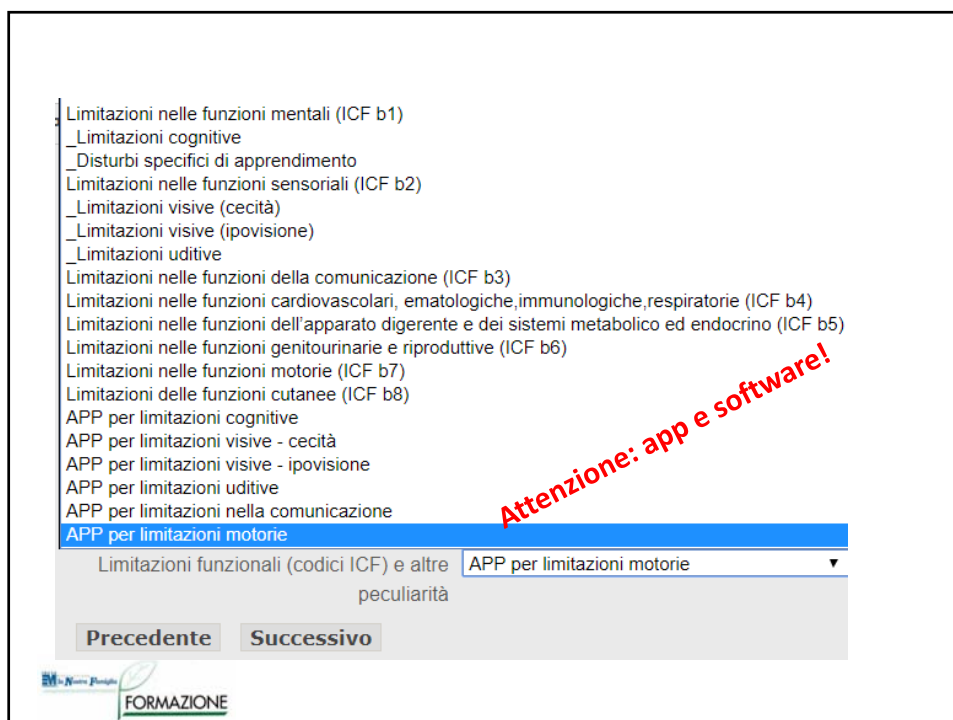 Limitazioni nelle funzioni mentali (ICF b1)
_Limitazioni cognitive
_Disturbi specifici di apprendimento
Limitazioni nelle funzioni sensoriali (ICF b2)
_Limitazioni visive (cecità)
_Limitazioni visive (ipovisione)
_Limitazioni uditive
Limitazioni nelle funzioni della comunicazione (ICF b3)
Limitazioni nelle funzioni cardiovascolari, ematologiche,immunologiche,respiratorie (ICF b4)
Limitazioni nelle funzioni dell'apparato digerente e dei sistemi metabolico ed endocrino (ICF b5)
Limitazioni nelle funzioni genitourinarie e riproduttive (ICF b6)
Limitazioni nelle funzioni motorie (ICF b7)
Limitazioni delle funzioni cutanee (ICF b8)
APP per limitazioni cognitive
APP per limitazioni visive - cecità
APP per limitazioni visive - ipovisione
APP per limitazioni uditive
APP per limitazioni nella comunicazione
APP per limitazioni motorie
Attenzione: app e software!
Limitazioni funzionali (codici ICF) e altre
peculiarità
APP per limitazioni motorie
Precedente Successivo
la Nostra Famiglia
FORMAZIONE